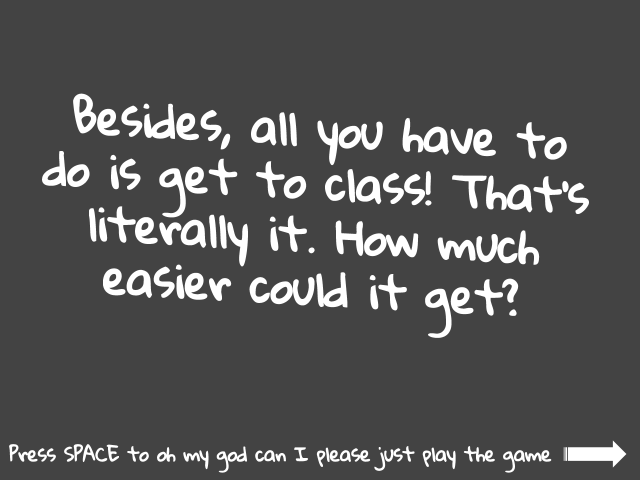 Besides, all you have to
do is get to class! That's
literally it. How much
easier could it get?
Press SPACE to oh my god can I please just play the game